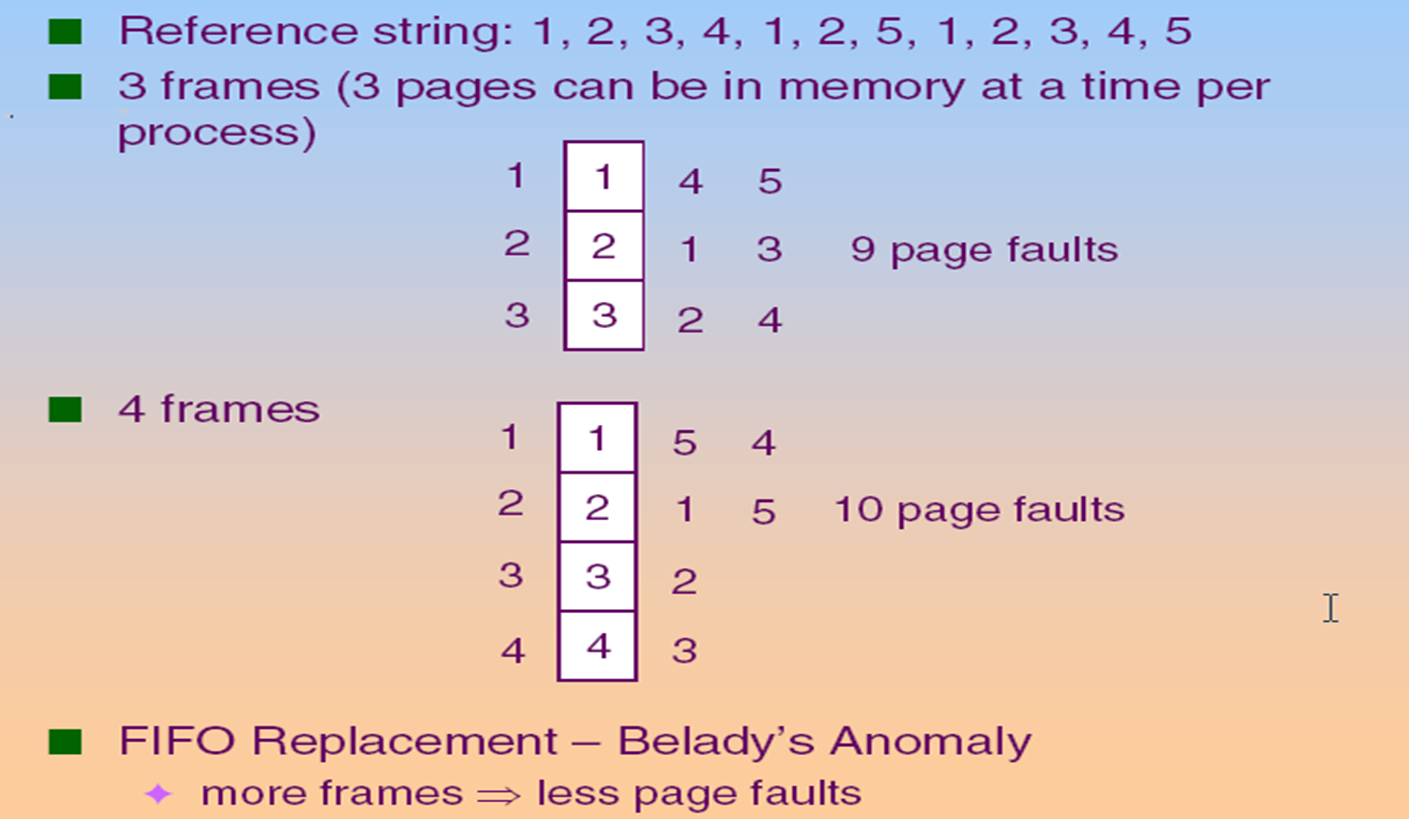 Reference string: 1, 2, 3, 4, 1, 2, 5, 1, 2, 3, 4, 5
3 frames (3 pages can be in memory at a time per
process)
1 1 4 5
2 2 1 3 9 page faults
3 3 2 4
4 frames
1 1 5 4
2 2 1 5 10 page faults
3 3 2
4 4 3
FIFO Replacement – Belady’s Anomaly
more frames ⇒ less page faults